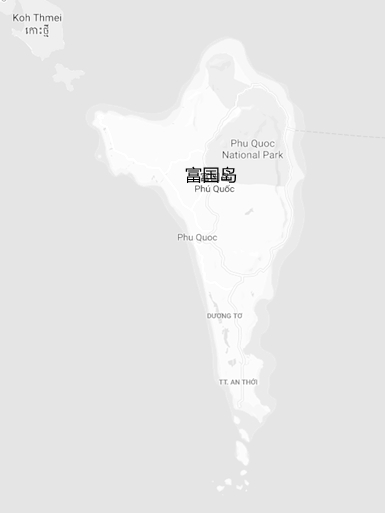 Koh Thmei
កោះថ្មី
Phu Quoc
National Park
富国岛
Phú Quốc
Phu Quoc
DƯƠNG TƠ
TT. AN THỚI